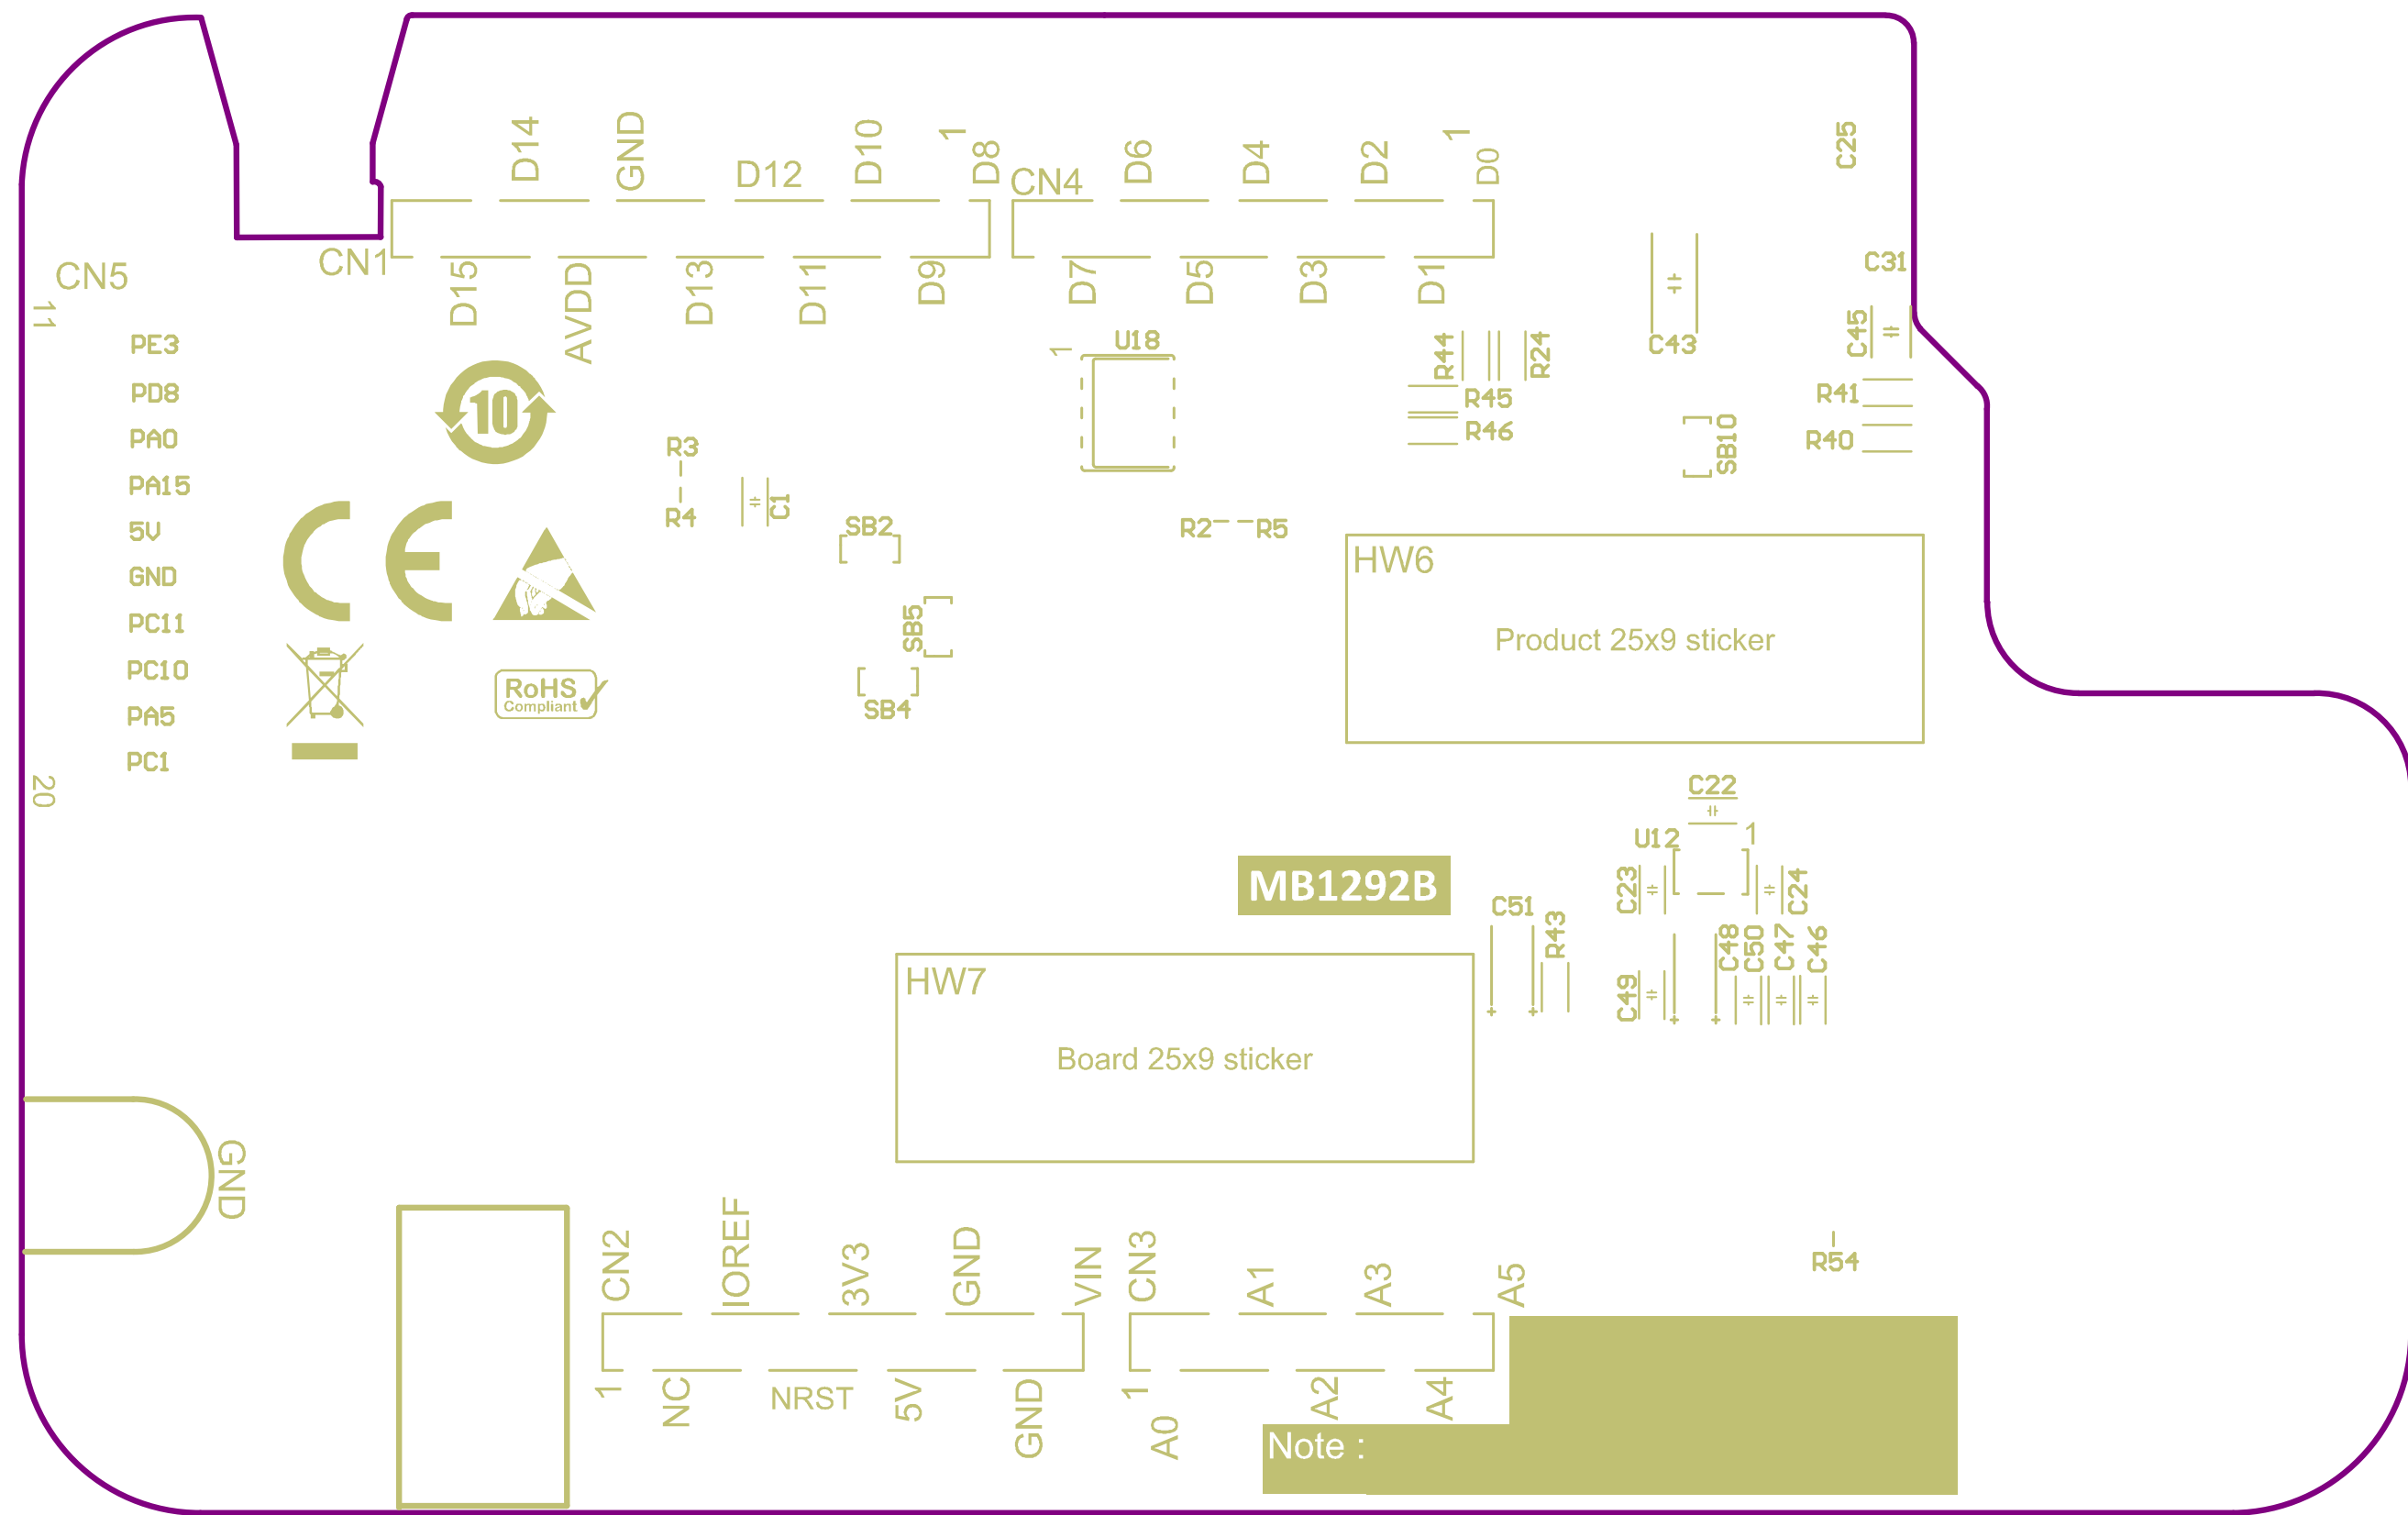 D14
GND
D12
D10
1
D8
CN4
D6
D4
D2
1
D0
C25
CN5
CN1
D15
AVDD
D13
D11
D9
D7
D5
D3
D1
C31
11
PE3
PD8
PA0
PA15
5V
GND
PC11
PC10
PA5
PC1
20
10
1
U18
R44
R24
R45
R46
C43
C45
R41
R40
SB10
R3
R4
C1
SB2
R2
R5
CE
SB5
SB4
RoHS
Compliant
HW6
Product 25x9 sticker
C22
U12
1
C23
C24
MB1292B
C51
R43
C48
C50
C47
C46
C49
HW7
Board 25x9 sticker
GND
CN2
IOREF
3V3
GND
VIN
CN3
A1
A3
A5
R54
1
NC
NRST
5V
GND
1
A0
A2
A4
Note :